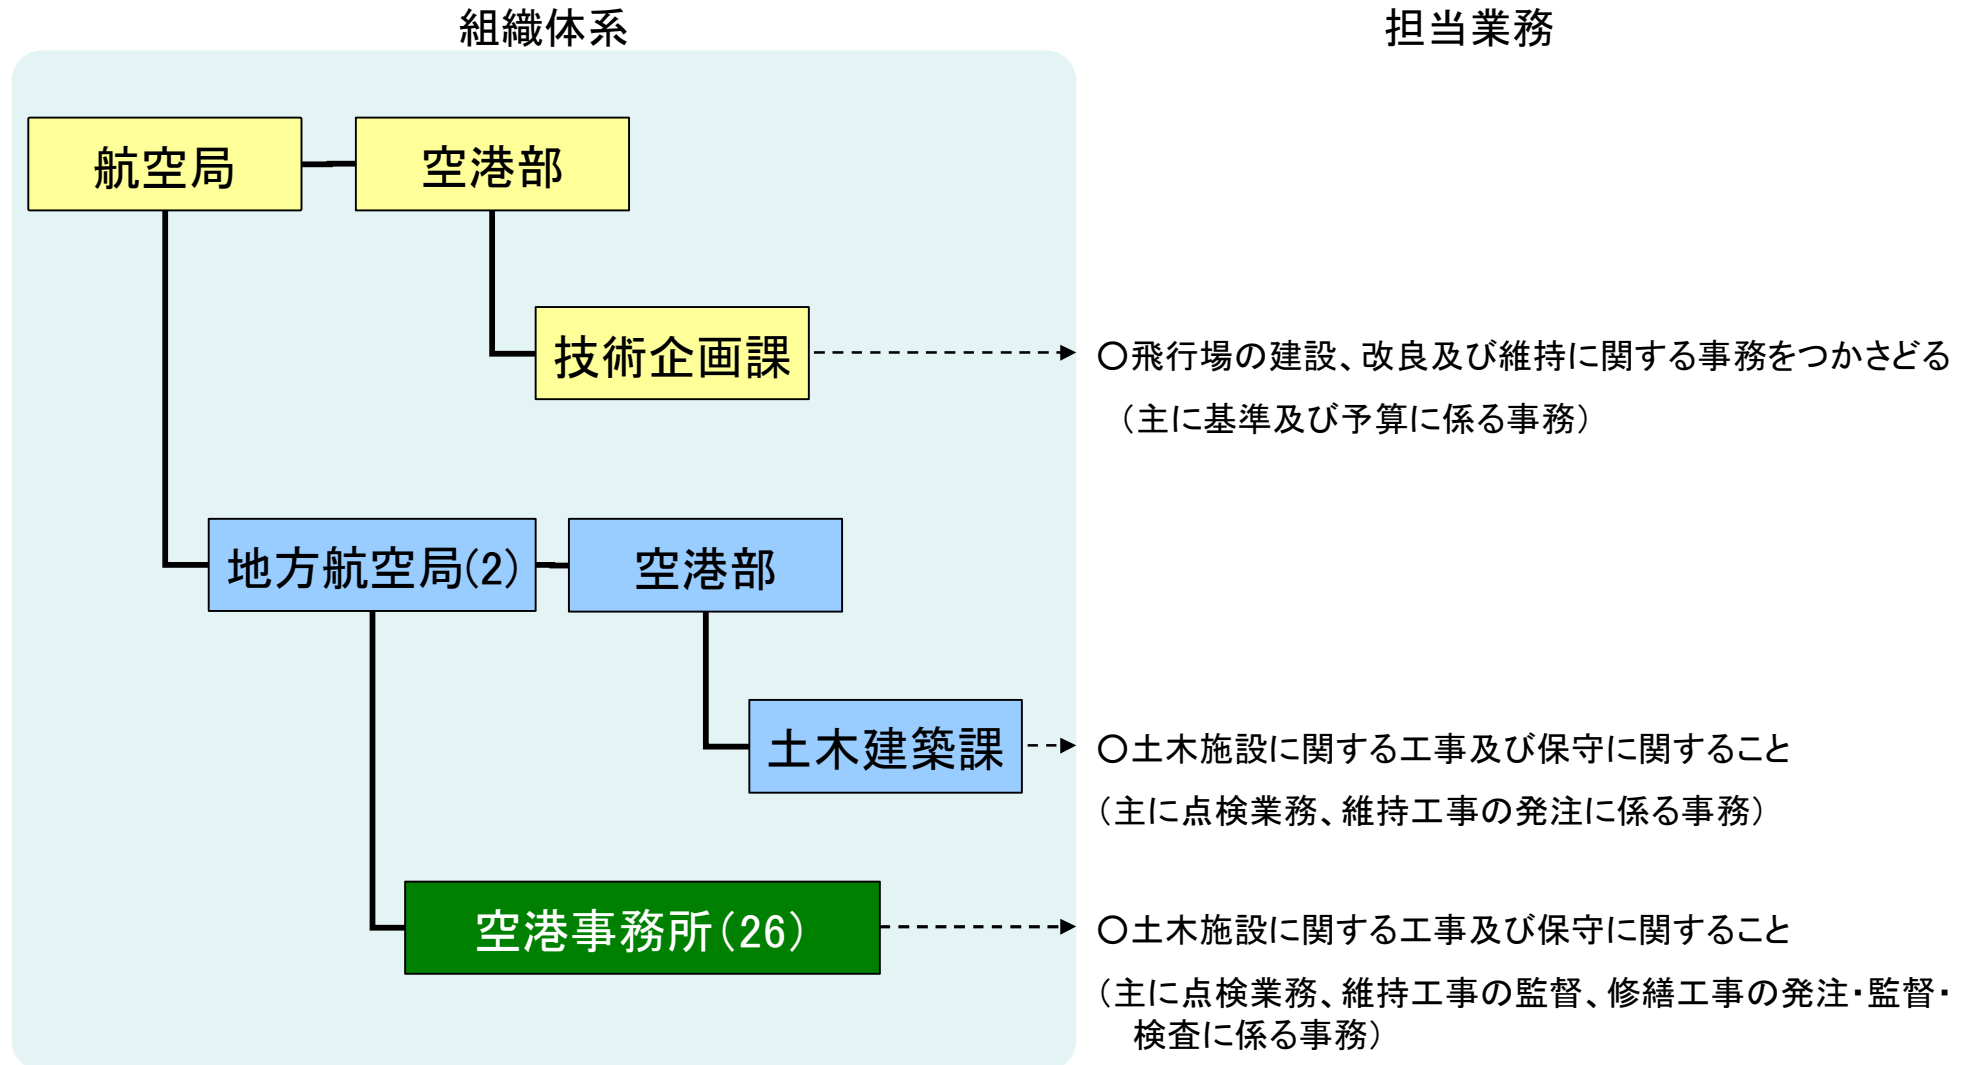 組織体系
担当業務
航空局
空港部
技術企画課
○飛行場の建設、改良及び維持に関する事務をつかさどる
（主に基準及び予算に係る事務）
地方航空局(2)
空港部
土木建築課
○土木施設に関する工事及び保守に関すること
（主に点検業務、維持工事の発注に係る事務）
空港事務所（26）
○土木施設に関する工事及び保守に関すること
（主に点検業務、維持工事の監督、修繕工事の発注・監督・
検査に係る事務）